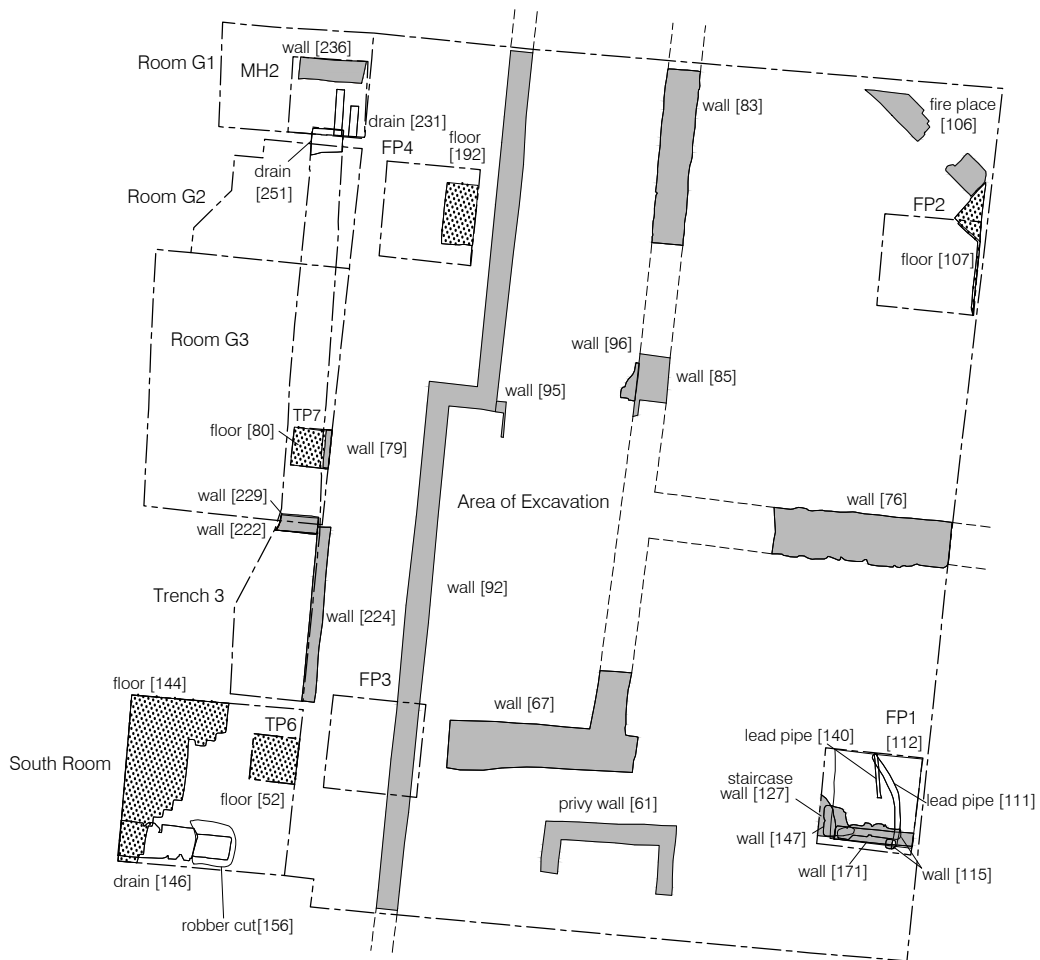 Room G1
wall [236]
MH2
drain [231]
FP4
floor
[192]
drain
[251]
Room G2
wall [83]
fire place
[106]
FP2
floor [107]
Room G3
wall [96]
wall [85]
wall [95]
TP7
floor [80]
wall [79]
Area of Excavation
wall [229]
wall [222]
wall [76]
Trench 3
wall [92]
wall [224]
floor [144]
FP3
wall [67]
TP6
South Room
floor [52]
FP1
[112]
lead pipe [140]
staircase
wall [127]
lead pipe [111]
privy wall [61]
wall [147]
wall [171]
wall [115]
drain [146]
robber cut[156]